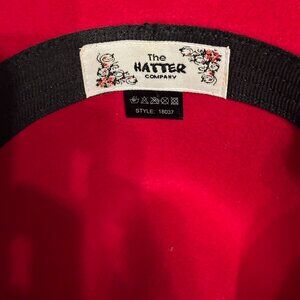 The
HATTER
COMPANY
STYLE: 18037